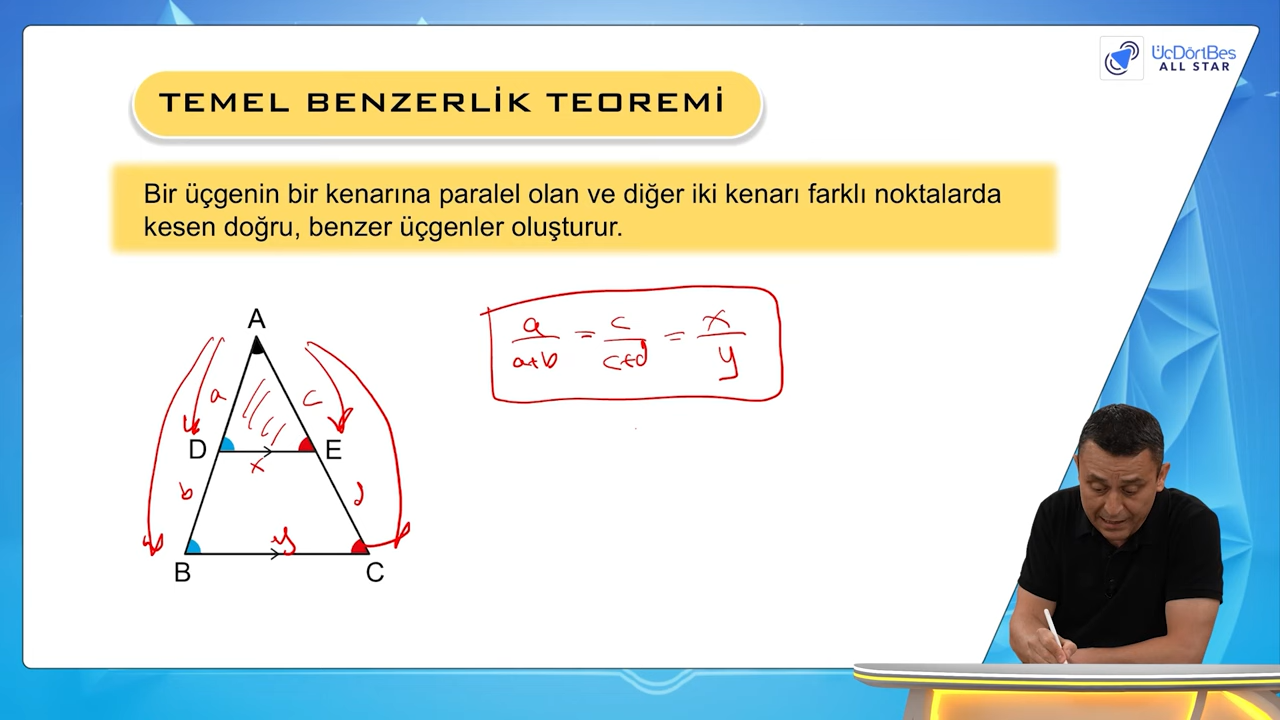 ÜçDörtBeş
ALL STAR
TEMEL BENZERLİK TEOREMİ
Bir üçgenin bir kenarına paralel olan ve diğer iki kenarı farklı noktalarda
kesen doğru, benzer üçgenler oluşturur.
a/a+b = c/c+d = x/y
A
a c
D E
x
b d
y
B C